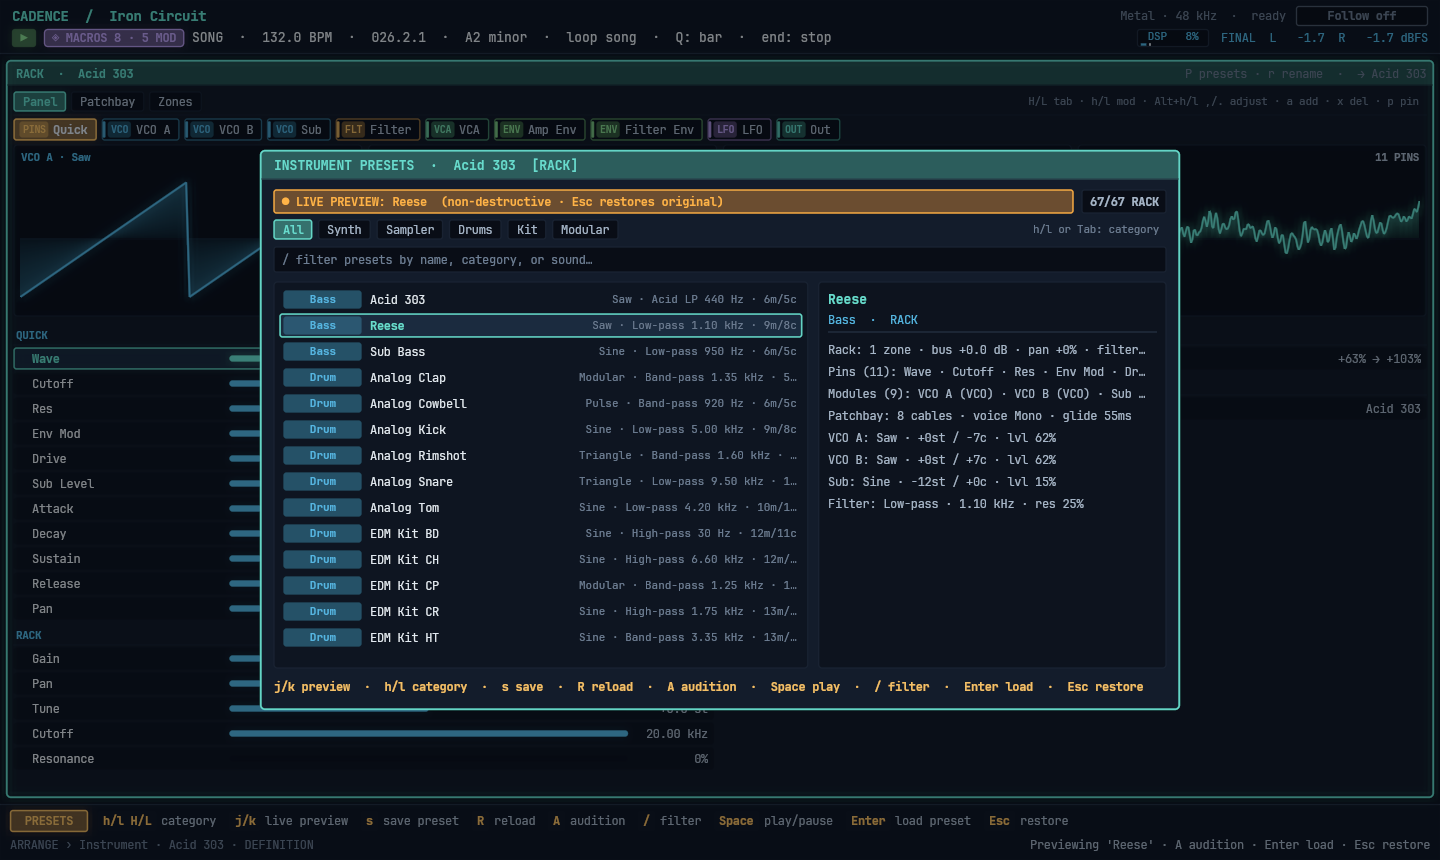 CADENCE / Iron Circuit
Metal · 48 kHz · ready Follow off
▶ ◈ MACROS 8 · 5 MOD SONG · 132.0 BPM · 026.2.1 · A2 minor · loop song · Q: bar · end: stop
DSP 8% FINAL L -1.7 R -1.7 dBFS
RACK · Acid 303
P presets · r rename · → Acid 303
Panel Patchbay Zones
H/L tab · h/l mod · Alt+h/l ,/. adjust · a add · x del · p pin
PINS Quick VCO VCO A VCO VCO B VCO Sub FLT Filter VCA VCA ENV Amp Env ENV Filter Env LFO LFO OUT Out
VCO A · Saw
11 PINS
INSTRUMENT PRESETS · Acid 303 [RACK]
● LIVE PREVIEW: Reese (non-destructive · Esc restores original)
67/67 RACK
All Synth Sampler Drums Kit Modular
h/l or Tab: category
/ filter presets by name, category, or sound…
Bass Acid 303 Saw · Acid LP 440 Hz · 6m/5c
Bass Reese Saw · Low-pass 1.10 kHz · 9m/8c
Bass Sub Bass Sine · Low-pass 950 Hz · 6m/5c
Drum Analog Clap Modular · Band-pass 1.35 kHz · 5…
Drum Analog Cowbell Pulse · Band-pass 920 Hz · 6m/5c
Drum Analog Kick Sine · Low-pass 5.00 kHz · 9m/8c
Drum Analog Rimshot Triangle · Band-pass 1.60 kHz · …
Drum Analog Snare Triangle · Low-pass 9.50 kHz · 1…
Drum Analog Tom Sine · Low-pass 4.20 kHz · 10m/1…
Drum EDM Kit BD Sine · High-pass 30 Hz · 12m/11c
Drum EDM Kit CH Sine · High-pass 6.60 kHz · 12m/…
Drum EDM Kit CP Modular · Band-pass 1.25 kHz · 1…
Drum EDM Kit CR Sine · High-pass 1.75 kHz · 13m/…
Drum EDM Kit HT Sine · Band-pass 3.35 kHz · 13m/…
Reese
Bass · RACK
Rack: 1 zone · bus +0.0 dB · pan +0% · filter…
Pins (11): Wave · Cutoff · Res · Env Mod · Dr…
Modules (9): VCO A (VCO) · VCO B (VCO) · Sub …
Patchbay: 8 cables · voice Mono · glide 55ms
VCO A: Saw · +0st / -7c · lvl 62%
VCO B: Saw · +0st / +7c · lvl 62%
Sub: Sine · -12st / +0c · lvl 15%
Filter: Low-pass · 1.10 kHz · res 25%
j/k preview · h/l category · s save · R reload · A audition · Space play · / filter · Enter load · Esc restore
QUICK
Wave
+63% → +103%
Cutoff
Res
Acid 303
Env Mod
Drive
Sub Level
Attack
Decay
Sustain
Release
Pan
RACK
Gain
Pan
Tune
Cutoff 20.00 kHz
Resonance 0%
PRESETS h/l H/L category j/k live preview s save preset R reload A audition / filter Space play/pause Enter load preset Esc restore
ARRANGE › Instrument · Acid 303 · DEFINITION
Previewing 'Reese' · A audition · Enter load · Esc restore